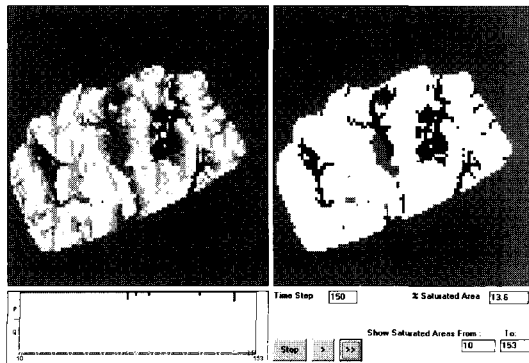 Time Step 150 % Saturated Area 13.6
Show Saturated Areas From: To:
Stop > >> 10 153
10 153